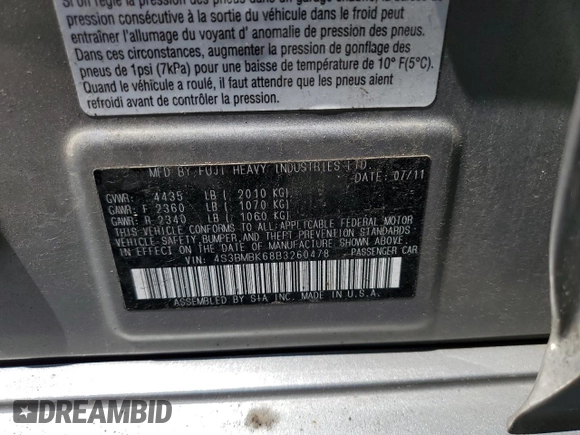 pression consécutive à la sortie du véhicule dans le froid peut
entraîner l'allumage du voyant d' anomalie de pression des pneus.
Dans ces circonstances, augmenter la pression de gonflage des
pneus de 1psi (7kPa) pour une baisse de température de 10° F(5°C).
Quand le véhicule a roulé, il faut attendre que les pneus aient
refroidi avant de contrôler la pression.
MFD BY FUJI HEAVY INDUSTRIES LTD.
DATE: 07/11
GVWR: 4435 LB ( 2010 KG)
GAWR: F 2360 LB ( 1070 KG)
GAWR: R 2340 LB ( 1060 KG)
THIS VEHICLE CONFORMS TO ALL APPLICABLE FEDERAL MOTOR
VEHICLE SAFETY, BUMPER AND THEFT PREVENTION STANDARDS
IN EFFECT ON THE DATE OF MANUFACTURE SHOWN ABOVE.
VIN: 4S3BMBK68B3260478 PASSENGER CAR
ASSEMBLED BY SIA INC. MADE IN U.S.A.
DREAMBID